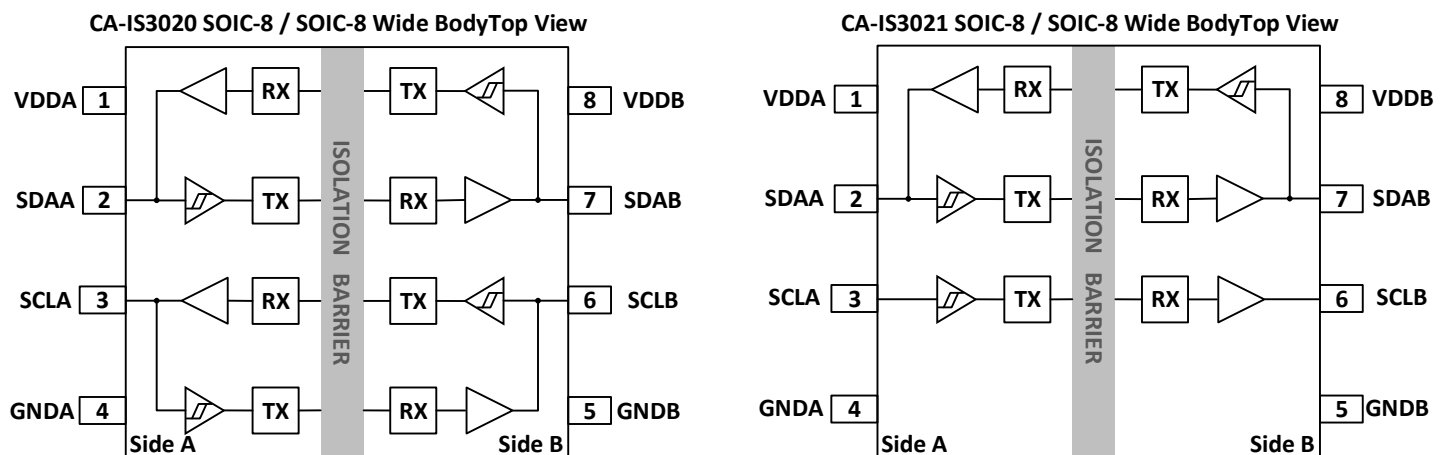 CA-IS3020 SOIC-8 / SOIC-8 Wide BodyTop View
VDDA 1 RX TX 8 VDDB
SDAA 2 TX RX 7 SDAB
SCLA 3 RX TX 6 SCLB
GNDA 4 TX RX 5 GNDB
ISOLATION BARRIER
Side A Side B
CA-IS3021 SOIC-8 / SOIC-8 Wide BodyTop View
VDDA 1 RX TX 8 VDDB
SDAA 2 TX RX 7 SDAB
SCLA 3 TX RX 6 SCLB
GNDA 4 5 GNDB
ISOLATION BARRIER
Side A Side B